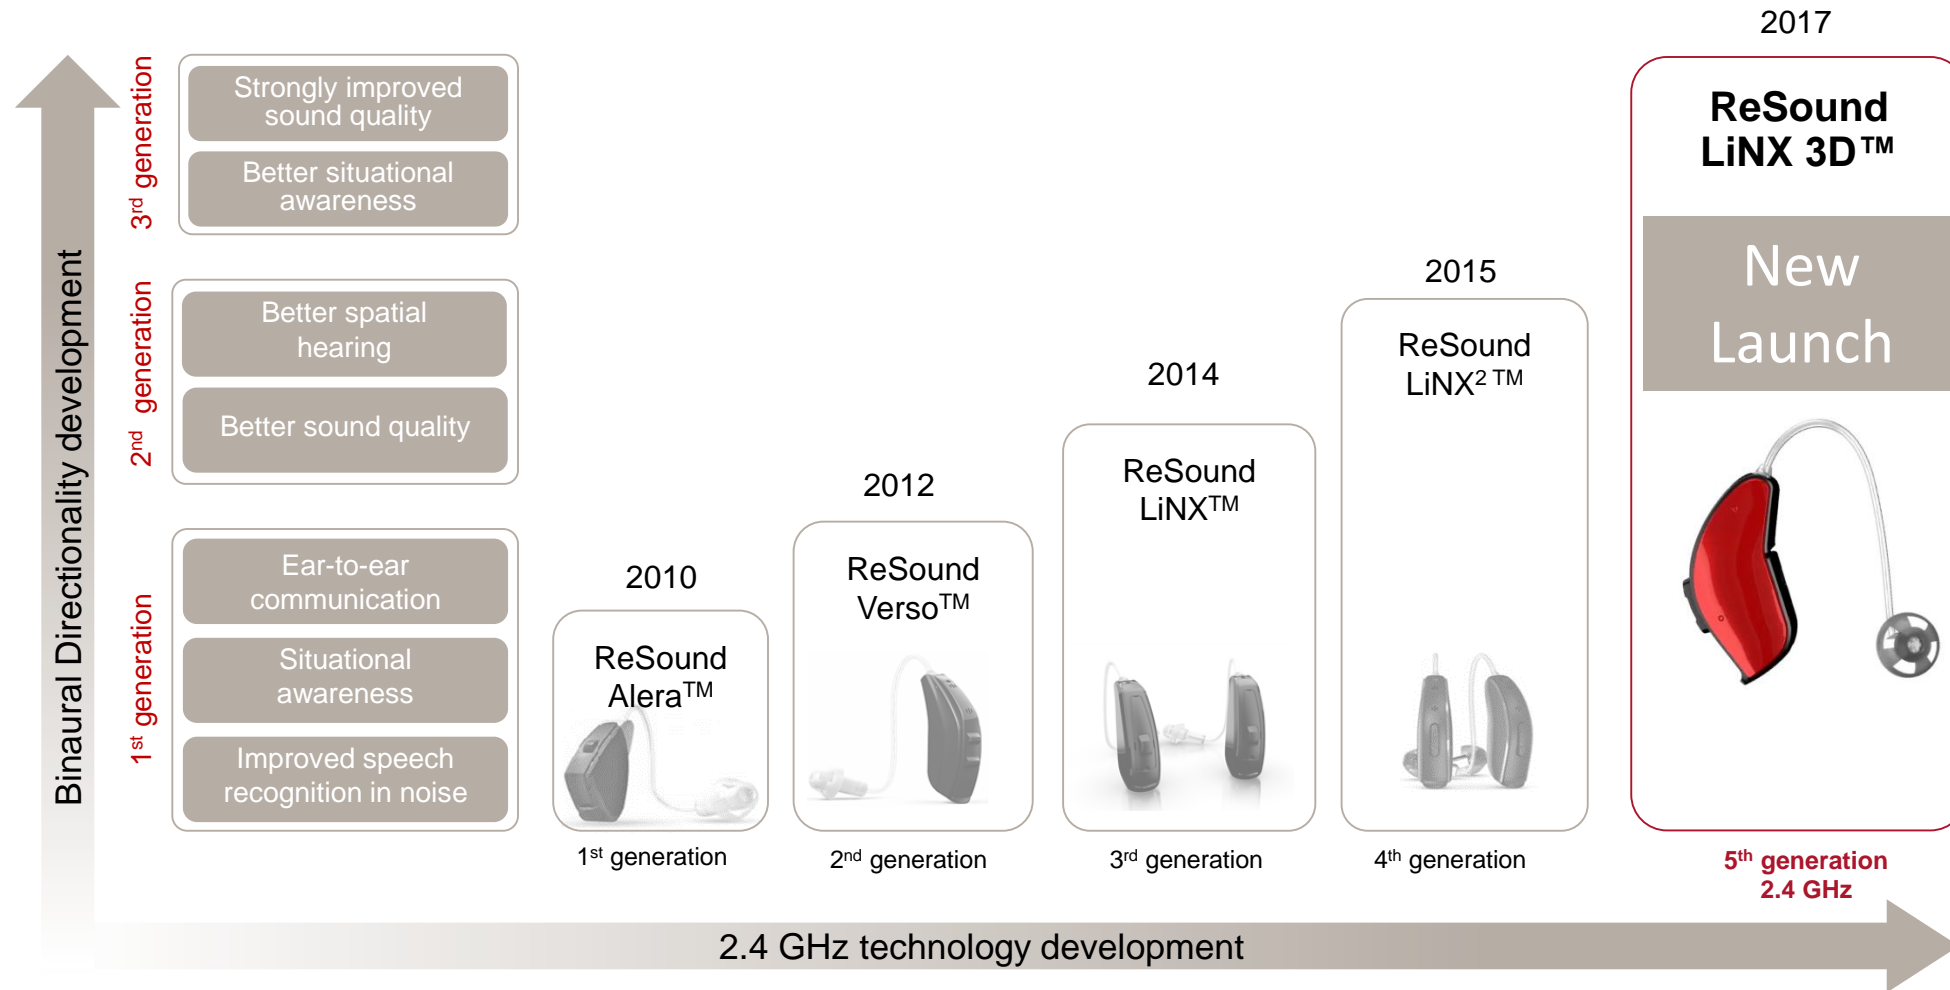 Binaural Directionality development
3rd generation
Strongly improved
sound quality
Better situational
awareness
2nd generation
Better spatial
hearing
Better sound quality
1st generation
Ear-to-ear
communication
Situational
awareness
Improved speech
recognition in noise
2010
ReSound
Alera™
1st generation
2012
ReSound
Verso™
2nd generation
2014
ReSound
LiNX™
3rd generation
2015
ReSound
LiNX² ™
4th generation
2017
ReSound
LiNX 3D™
New
Launch
5th generation
2.4 GHz
2.4 GHz technology development